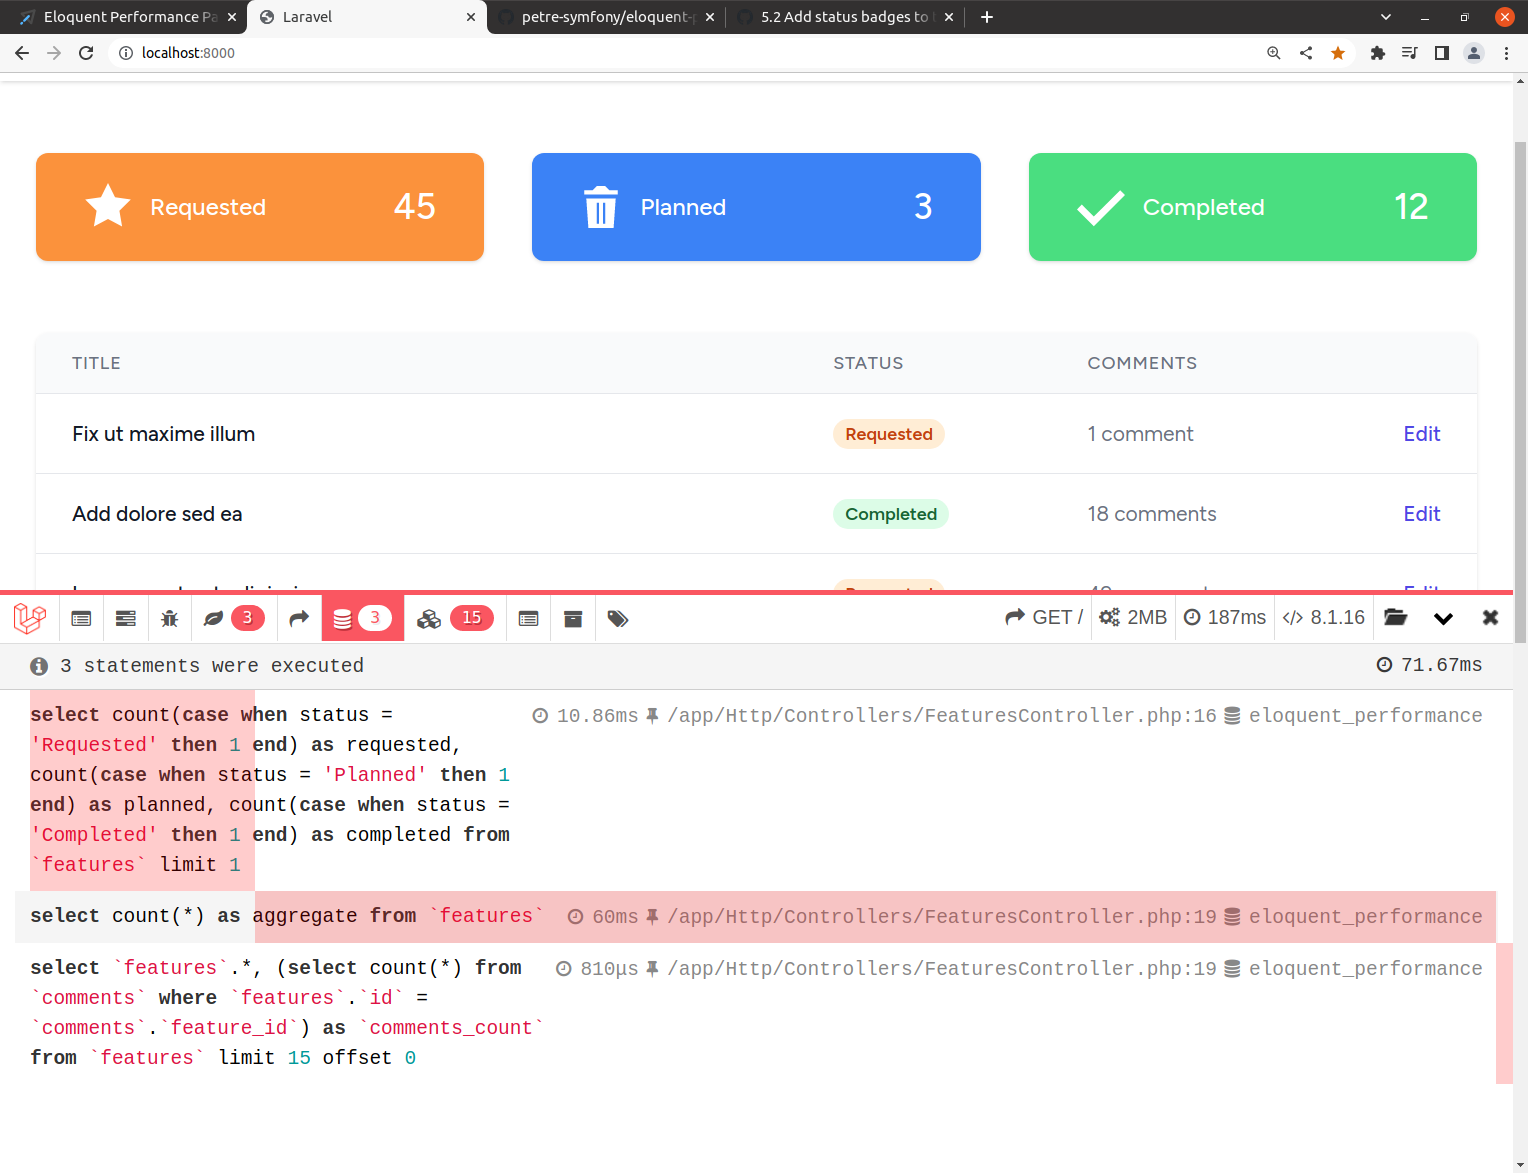 Eloquent Performance Pa
Laravel
petre-symfony/eloquent-p
5.2 Add status badges to
localhost:8000
Requested 45
Planned 3
Completed 12
TITLE STATUS COMMENTS
Fix ut maxime illum Requested 1 comment Edit
Add dolore sed ea Completed 18 comments Edit
3 3 15 GET / 2MB 187ms 8.1.16
3 statements were executed 71.67ms
select count(case when status = 10.86ms /app/Http/Controllers/FeaturesController.php:16 eloquent_performance
'Requested' then 1 end) as requested,
count(case when status = 'Planned' then 1
end) as planned, count(case when status =
'Completed' then 1 end) as completed from
`features` limit 1
select count(*) as aggregate from `features` 60ms /app/Http/Controllers/FeaturesController.php:19 eloquent_performance
select `features`.*, (select count(*) from 810μs /app/Http/Controllers/FeaturesController.php:19 eloquent_performance
`comments` where `features`.`id` =
`comments`.`feature_id`) as `comments_count`
from `features` limit 15 offset 0